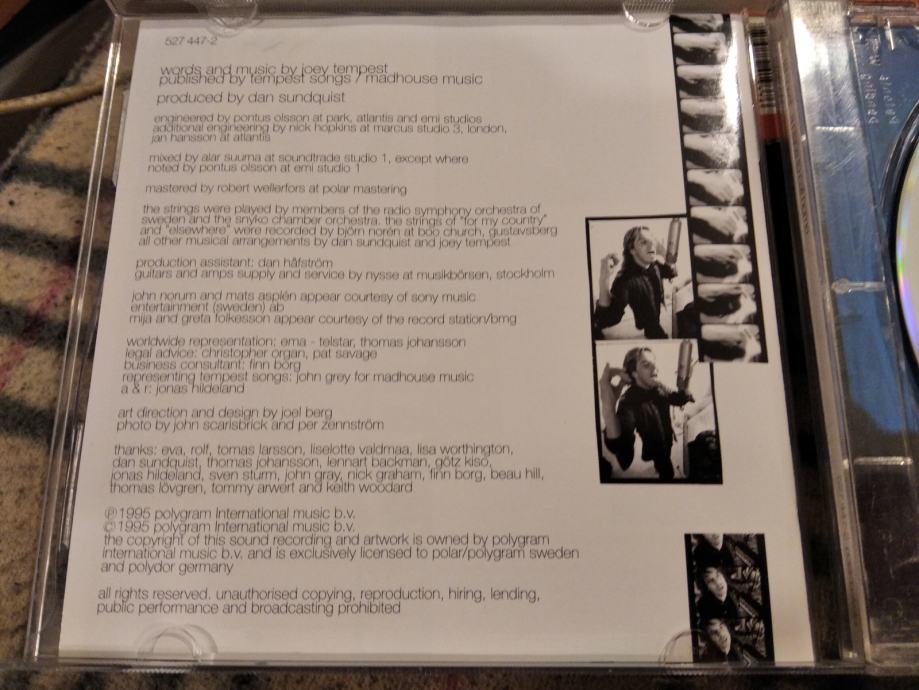 527 447-2
words and music by joey tempest
published by tempest songs / madhouse music
produced by dan sundquist
engineered by pontus olsson at park, atlantis and emi studios
additional engineering by nick hopkins at marcus studio 3, london,
jan hansson at atlantis
mixed by alar suurna at soundtrade studio 1, except where
noted by pontus olsson at emi studio 1
mastered by robert wellerfors at polar mastering
the strings were played by members of the radio symphony orchestra of
sweden and the snyko chamber orchestra. the strings of "for my country"
and "elsewhere" were recorded by björn norén at boo church, gustavsberg
all other musical arrangements by dan sundquist and joey tempest
production assistant: dan håfström
guitars and amps supply and service by nysse at musikbörsen, stockholm
john norum and mats asplén appear courtesy of sony music
entertainment (sweden) ab
mija and greta folkesson appear courtesy of the record station/bmg
worldwide representation: ema - telstar, thomas johansson
legal advice: christopher organ, pat savage
business consultant: finn borg
representing tempest songs: john grey for madhouse music
a & r: jonas hildeland
art direction and design by joel berg
photo by john scarisbrick and per zennström
thanks: eva, rolf, tomas larsson, liselotte valdmaa, lisa worthington,
dan sundquist, thomas johansson, lennart backman, götz kiso,
jonas hildeland, sven sturm, john gray, nick graham, finn borg, beau hill,
thomas lövgren, tommy arwert and keith woodard
℗ 1995 polygram International music b.v.
© 1995 polygram International music b.v.
the copyright of this sound recording and artwork is owned by polygram
International music b.v. and is exclusively licensed to polar/polygram sweden
and polydor germany
all rights reserved. unauthorised copying, reproduction, hiring, lending,
public performance and broadcasting prohibited